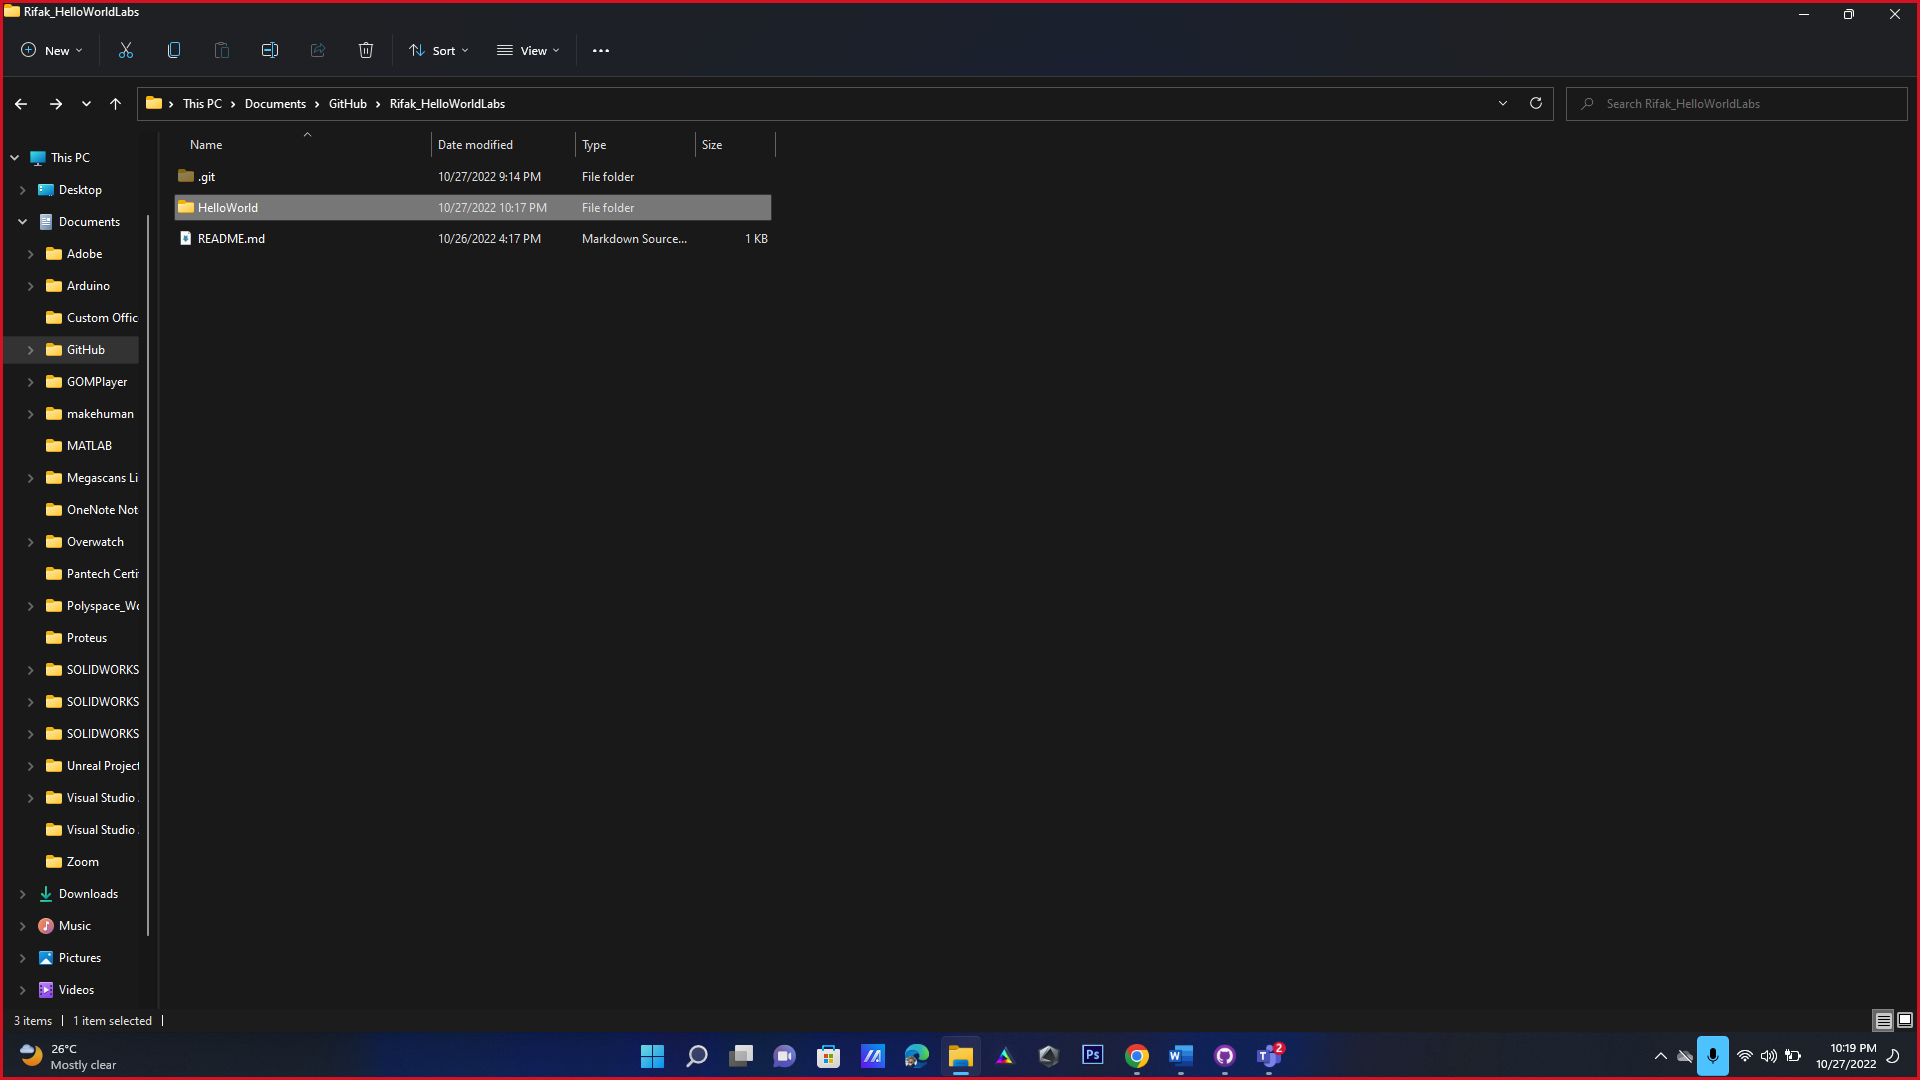 Rifak_HelloWorldLabs
New
Sort
View
This PC
Documents
GitHub
Rifak_HelloWorldLabs
Search Rifak_HelloWorldLabs
Name Date modified Type Size
.git 10/27/2022 9:14 PM File folder
HelloWorld 10/27/2022 10:17 PM File folder
README.md 10/26/2022 4:17 PM Markdown Source... 1 KB
This PC
Desktop
Documents
Adobe
Arduino
Custom Offic
GitHub
GOMPlayer
makehuman
MATLAB
Megascans Li
OneNote Not
Overwatch
Pantech Certi
Polyspace_Wo
Proteus
SOLIDWORKS
SOLIDWORKS
SOLIDWORKS
Unreal Project
Visual Studio
Visual Studio
Zoom
Downloads
Music
Pictures
Videos
3 items
1 item selected
26°C
Mostly clear
Ps
2
10:19 PM
10/27/2022